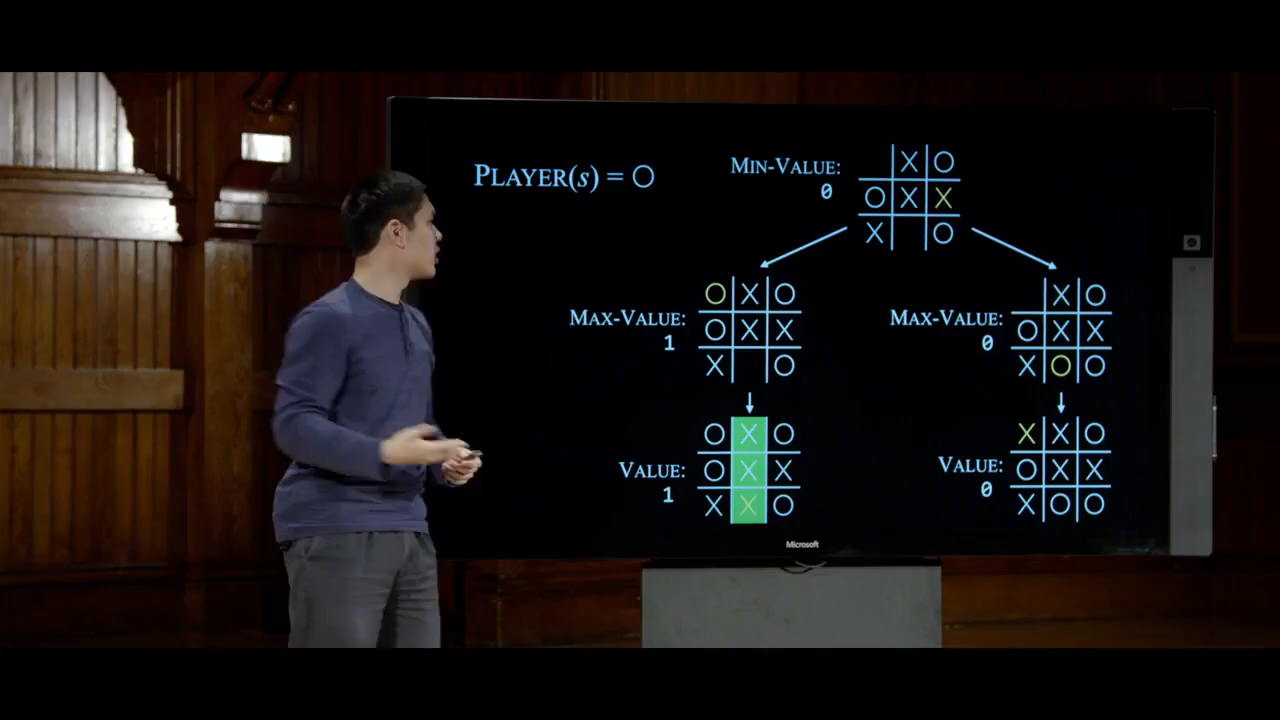 PLAYER(s) = O
MIN-VALUE:
0
X O
O X X
X O
MAX-VALUE:
1
O X O
O X X
X O
MAX-VALUE:
0
X O
O X X
X O O
VALUE:
1
O X O
O X X
X X O
VALUE:
0
X X O
O X X
X O O
Microsoft